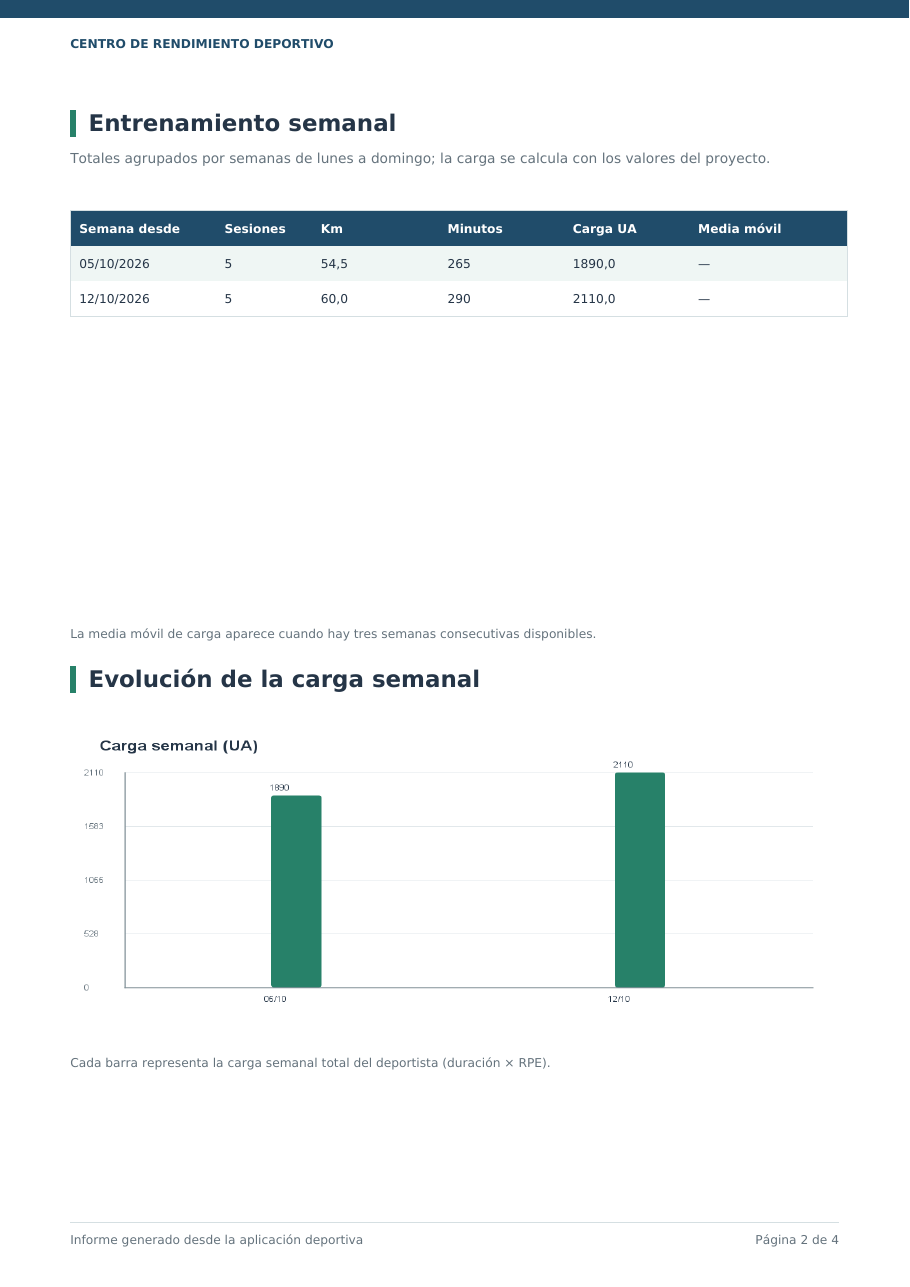 CENTRO DE RENDIMIENTO DEPORTIVO
Entrenamiento semanal
Totales agrupados por semanas de lunes a domingo; la carga se calcula con los valores del proyecto.
Semana desde Sesiones Km Minutos Carga UA Media móvil
05/10/2026 5 54,5 265 1890,0 —
12/10/2026 5 60,0 290 2110,0 —
La media móvil de carga aparece cuando hay tres semanas consecutivas disponibles.
Evolución de la carga semanal
Carga semanal (UA)
2110
2110
1890
1583
1055
528
0
05/10 12/10
Cada barra representa la carga semanal total del deportista (duración × RPE).
Informe generado desde la aplicación deportiva Página 2 de 4